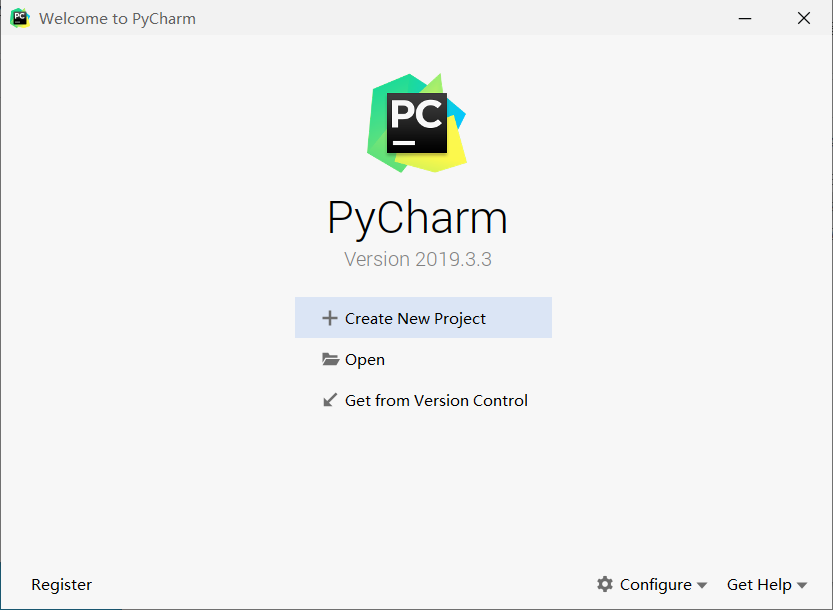 PC Welcome to PyCharm
PC
PyCharm
Version 2019.3.3
Create New Project
Open
Get from Version Control
Register
Configure
Get Help